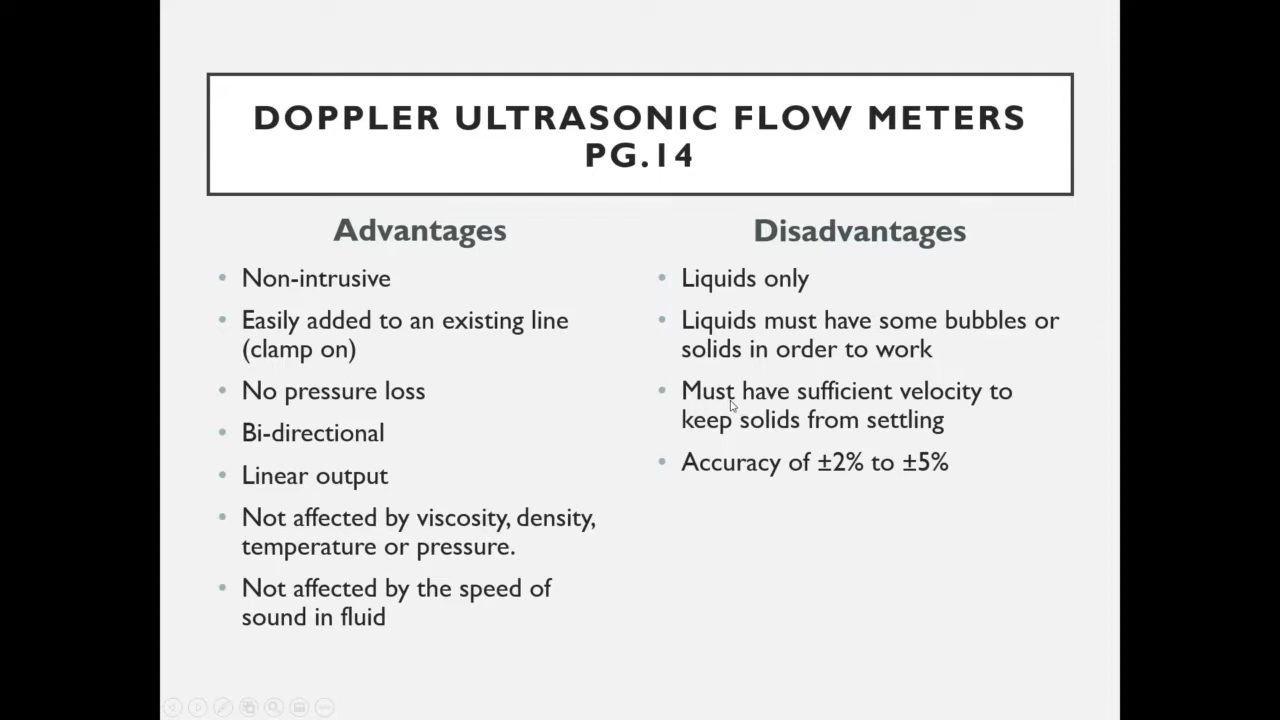 DOPPLER ULTRASONIC FLOW METERS
PG.14
Advantages
• Non-intrusive
• Easily added to an existing line
(clamp on)
• No pressure loss
• Bi-directional
• Linear output
• Not affected by viscosity, density,
temperature or pressure.
• Not affected by the speed of
sound in fluid
Disadvantages
• Liquids only
• Liquids must have some bubbles or
solids in order to work
• Must have sufficient velocity to
keep solids from settling
• Accuracy of ±2% to ±5%